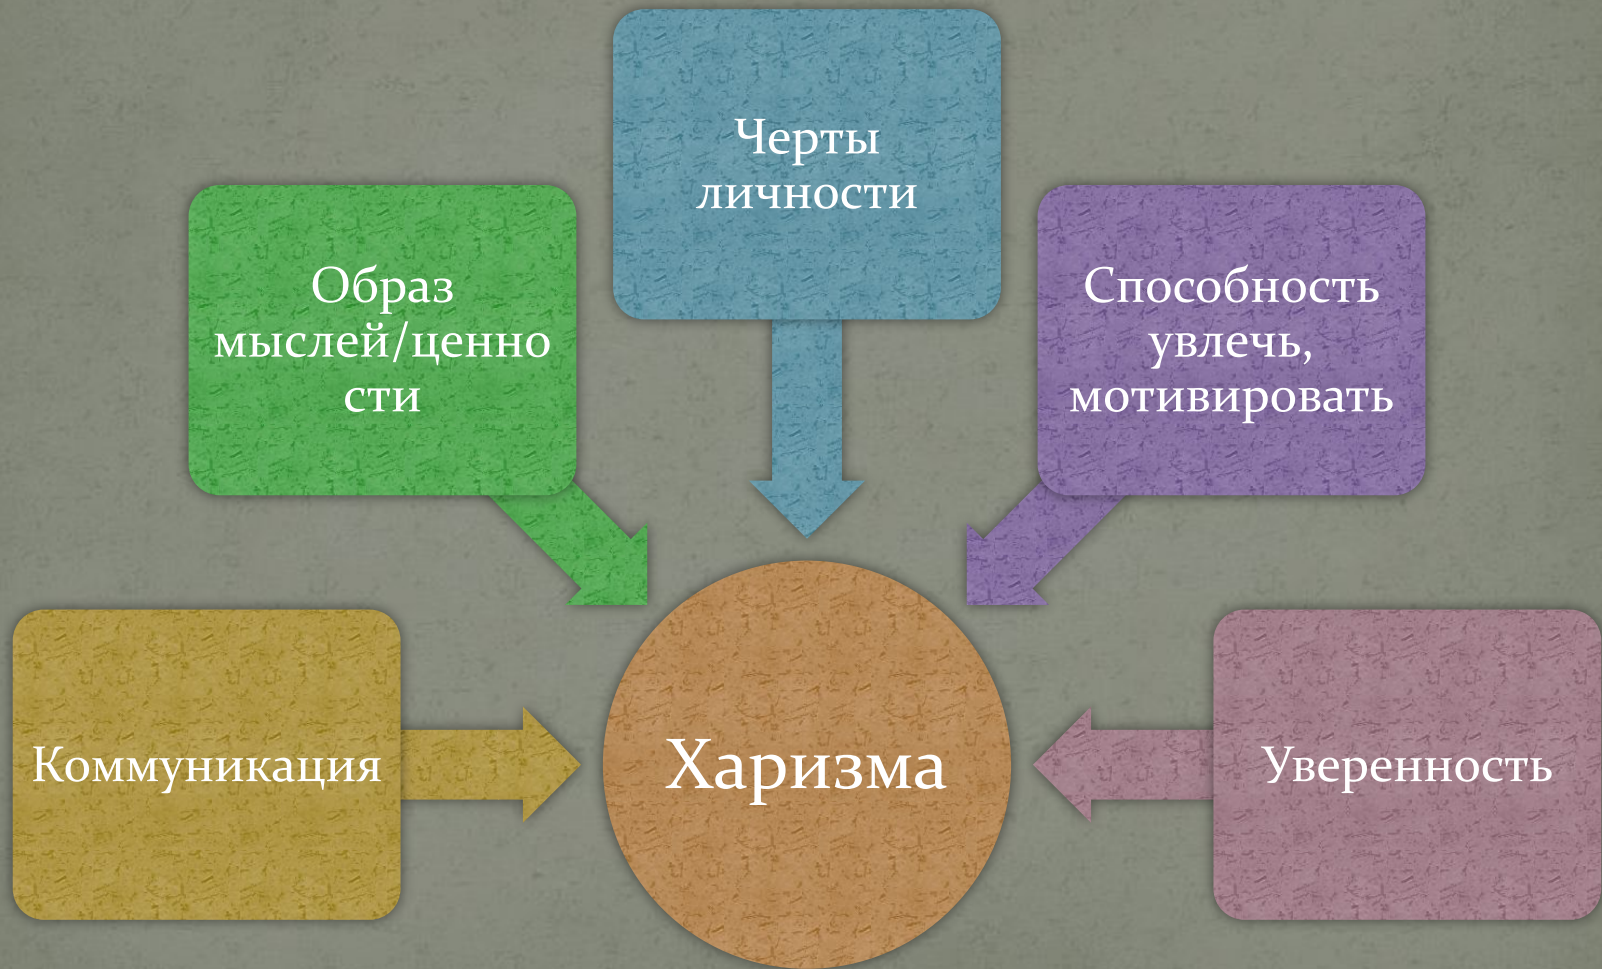 Черты
личности
Образ
мыслей/ценно
сти
Способность
увлечь,
мотивировать
Коммуникация
Харизма
Уверенность